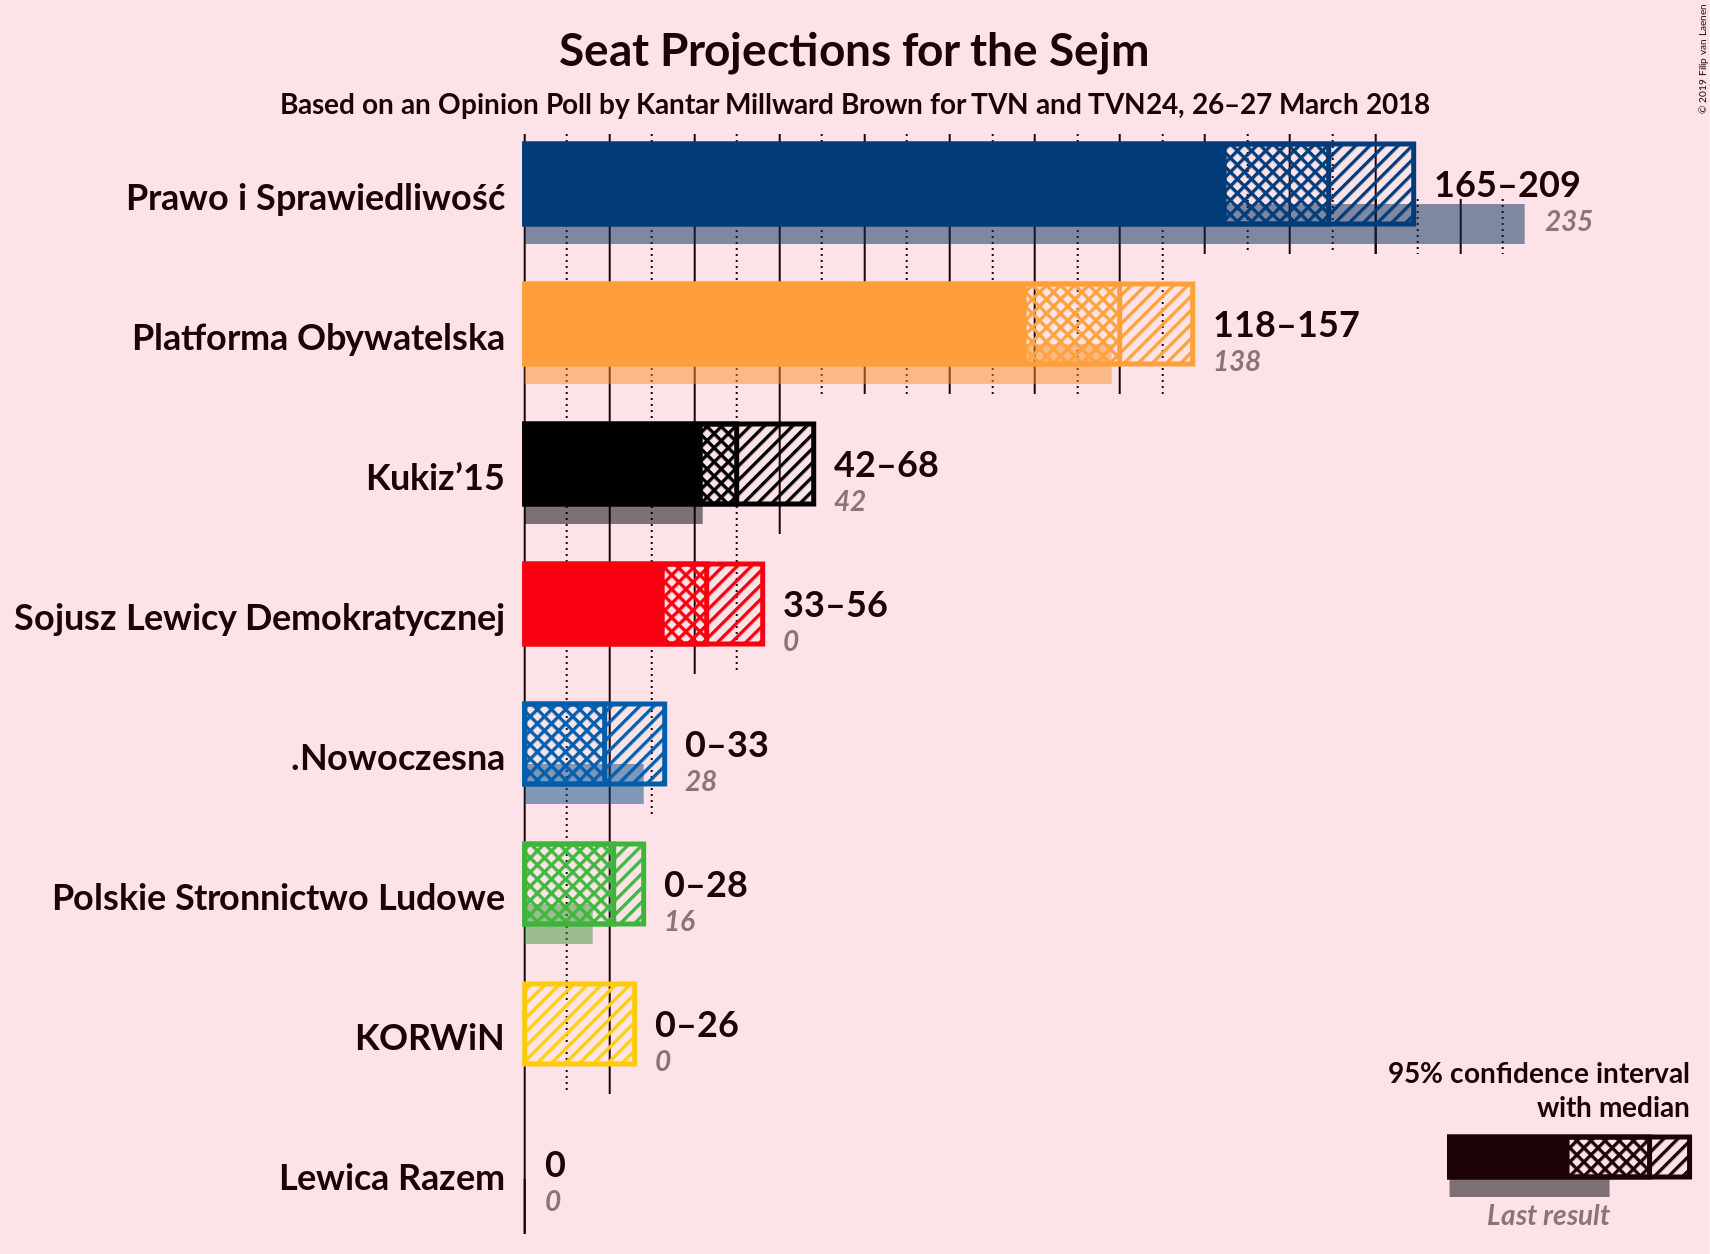 Seat Projections for the Sejm
Based on an Opinion Poll by Kantar Millward Brown for TVN and TVN24, 26–27 March 2018
© 2019 Filip van Laenen
Prawo i Sprawiedliwość
165–209
235
Platforma Obywatelska
118–157
138
Kukiz’15
42–68
42
Sojusz Lewicy Demokratycznej
33–56
0
.Nowoczesna
0–33
28
Polskie Stronnictwo Ludowe
0–28
16
KORWiN
0–26
0
Lewica Razem
0
0
95% confidence interval
with median
Last result